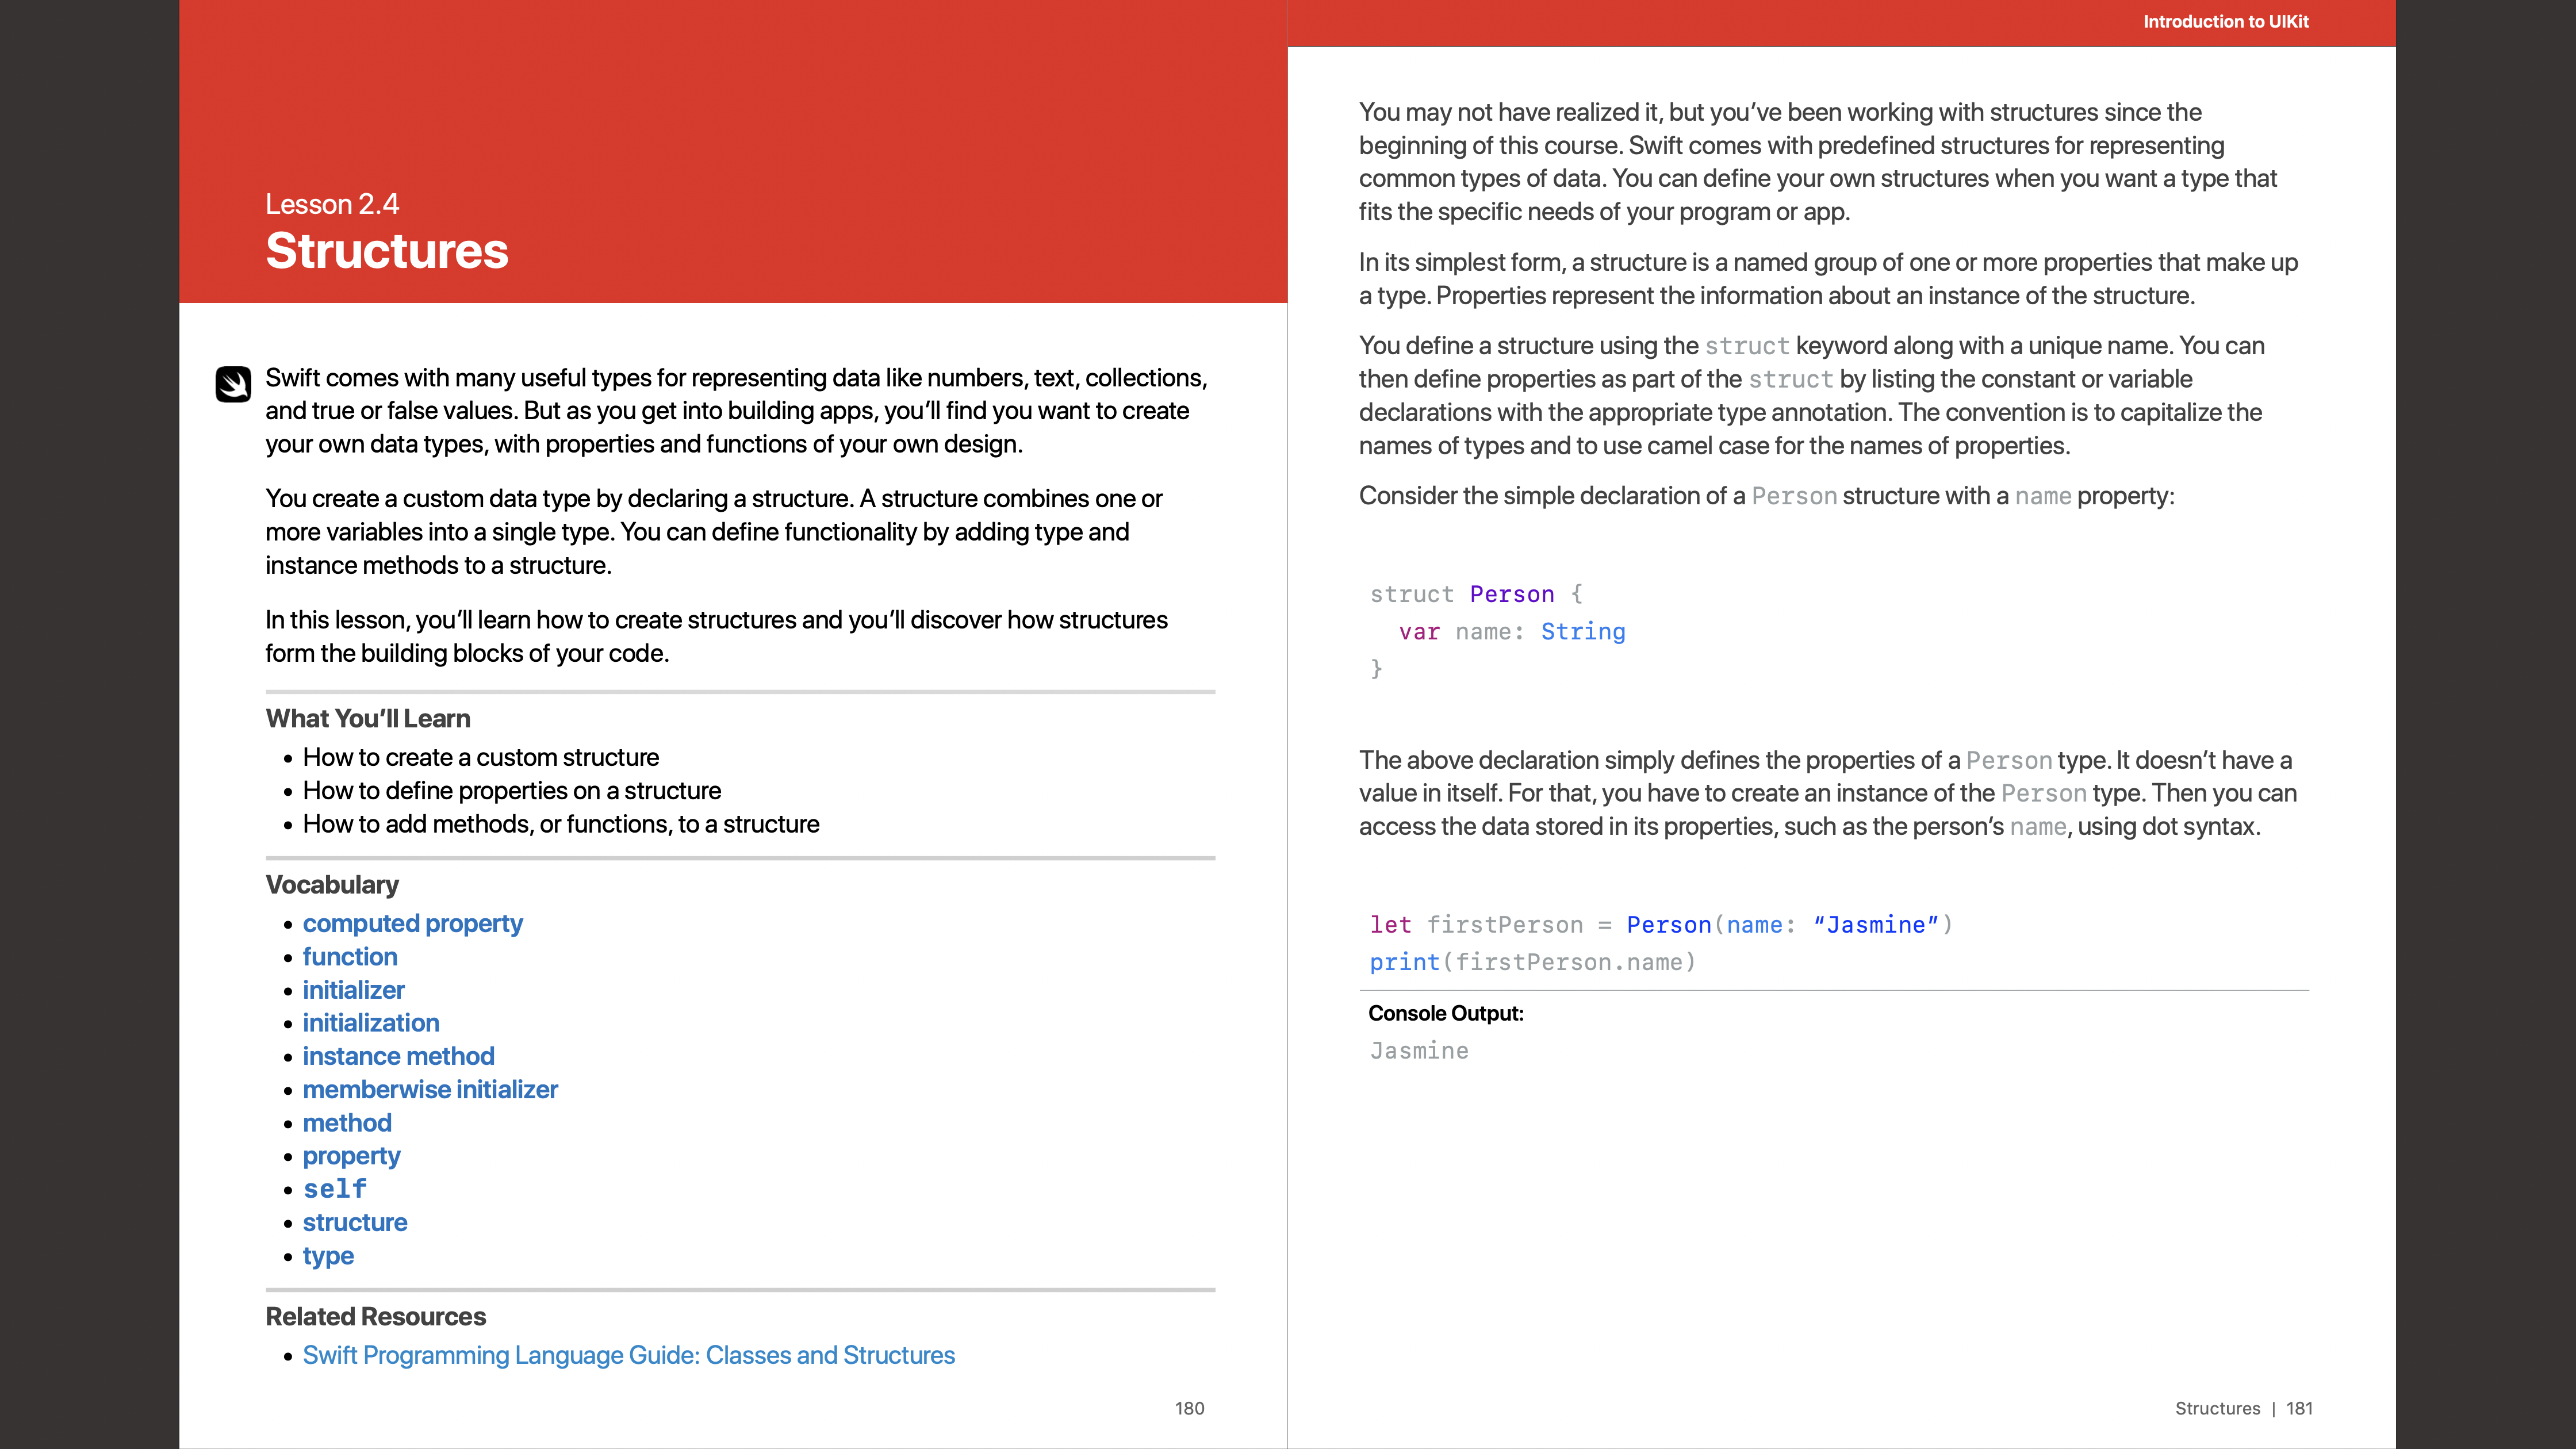 Lesson 2.4
Structures
Swift comes with many useful types for representing data like numbers, text, collections,
and true or false values. But as you get into building apps, you’ll find you want to create
your own data types, with properties and functions of your own design.
You create a custom data type by declaring a structure. A structure combines one or
more variables into a single type. You can define functionality by adding type and
instance methods to a structure.
In this lesson, you’ll learn how to create structures and you’ll discover how structures
form the building blocks of your code.
What You’ll Learn
• How to create a custom structure
• How to define properties on a structure
• How to add methods, or functions, to a structure
Vocabulary
• computed property
• function
• initializer
• initialization
• instance method
• memberwise initializer
• method
• property
• self
• structure
• type
Related Resources
• Swift Programming Language Guide: Classes and Structures
180
Introduction to UIKit
You may not have realized it, but you’ve been working with structures since the
beginning of this course. Swift comes with predefined structures for representing
common types of data. You can define your own structures when you want a type that
fits the specific needs of your program or app.
In its simplest form, a structure is a named group of one or more properties that make up
a type. Properties represent the information about an instance of the structure.
You define a structure using the struct keyword along with a unique name. You can
then define properties as part of the struct by listing the constant or variable
declarations with the appropriate type annotation. The convention is to capitalize the
names of types and to use camel case for the names of properties.
Consider the simple declaration of a Person structure with a name property:
struct Person {
  var name: String
}
The above declaration simply defines the properties of a Person type. It doesn’t have a
value in itself. For that, you have to create an instance of the Person type. Then you can
access the data stored in its properties, such as the person’s name, using dot syntax.
let firstPerson = Person(name: “Jasmine”)
print(firstPerson.name)
Console Output:
Jasmine
Structures | 181